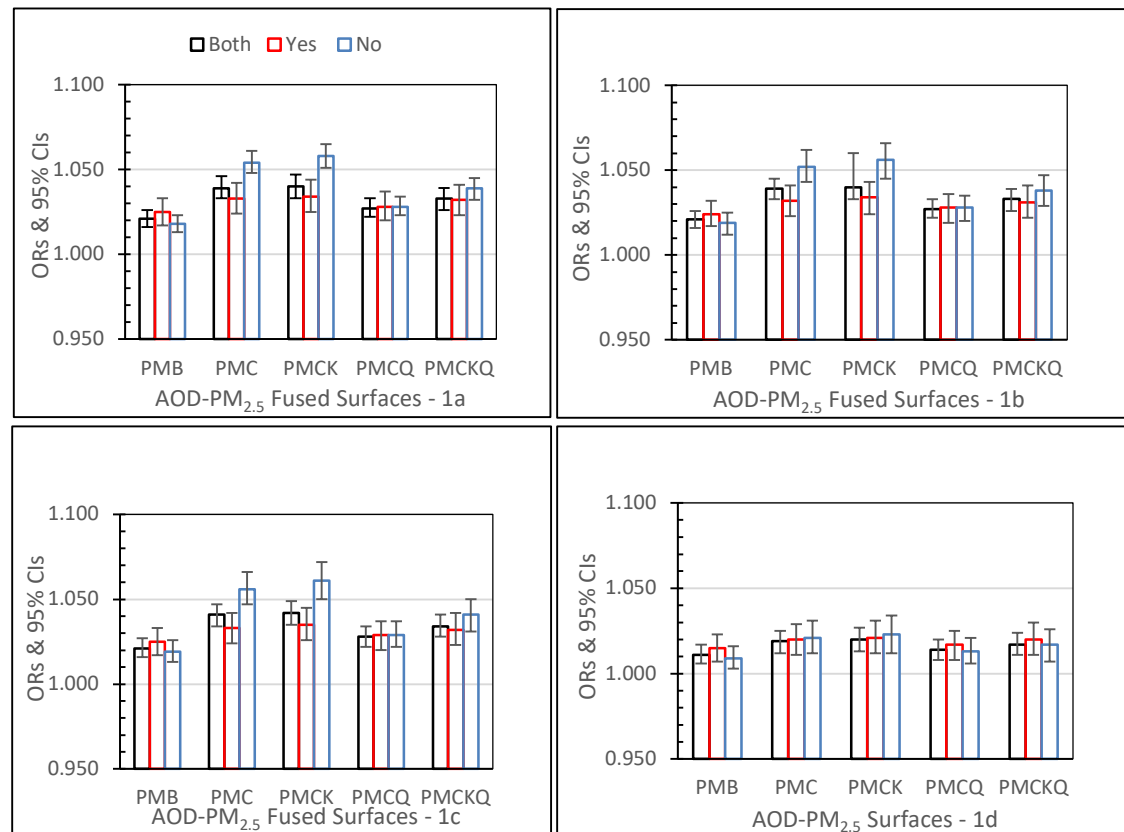 Both Yes No
1.100
1.050
1.000
0.950
ORs & 95% CIs
PMB PMC PMCK PMCQ PMCKQ
AOD-PM2.5 Fused Surfaces - 1a
1.100
1.050
1.000
0.950
ORs & 95% CIs
PMB PMC PMCK PMCQ PMCKQ
AOD-PM2.5 Fused Surfaces - 1b
1.100
1.050
1.000
0.950
ORs & 95% CIs
PMB PMC PMCK PMCQ PMCKQ
AOD-PM2.5 Fused Surfaces - 1c
1.100
1.050
1.000
0.950
ORs & 95% CIs
PMB PMC PMCK PMCQ PMCKQ
AOD-PM2.5 Surfaces - 1d